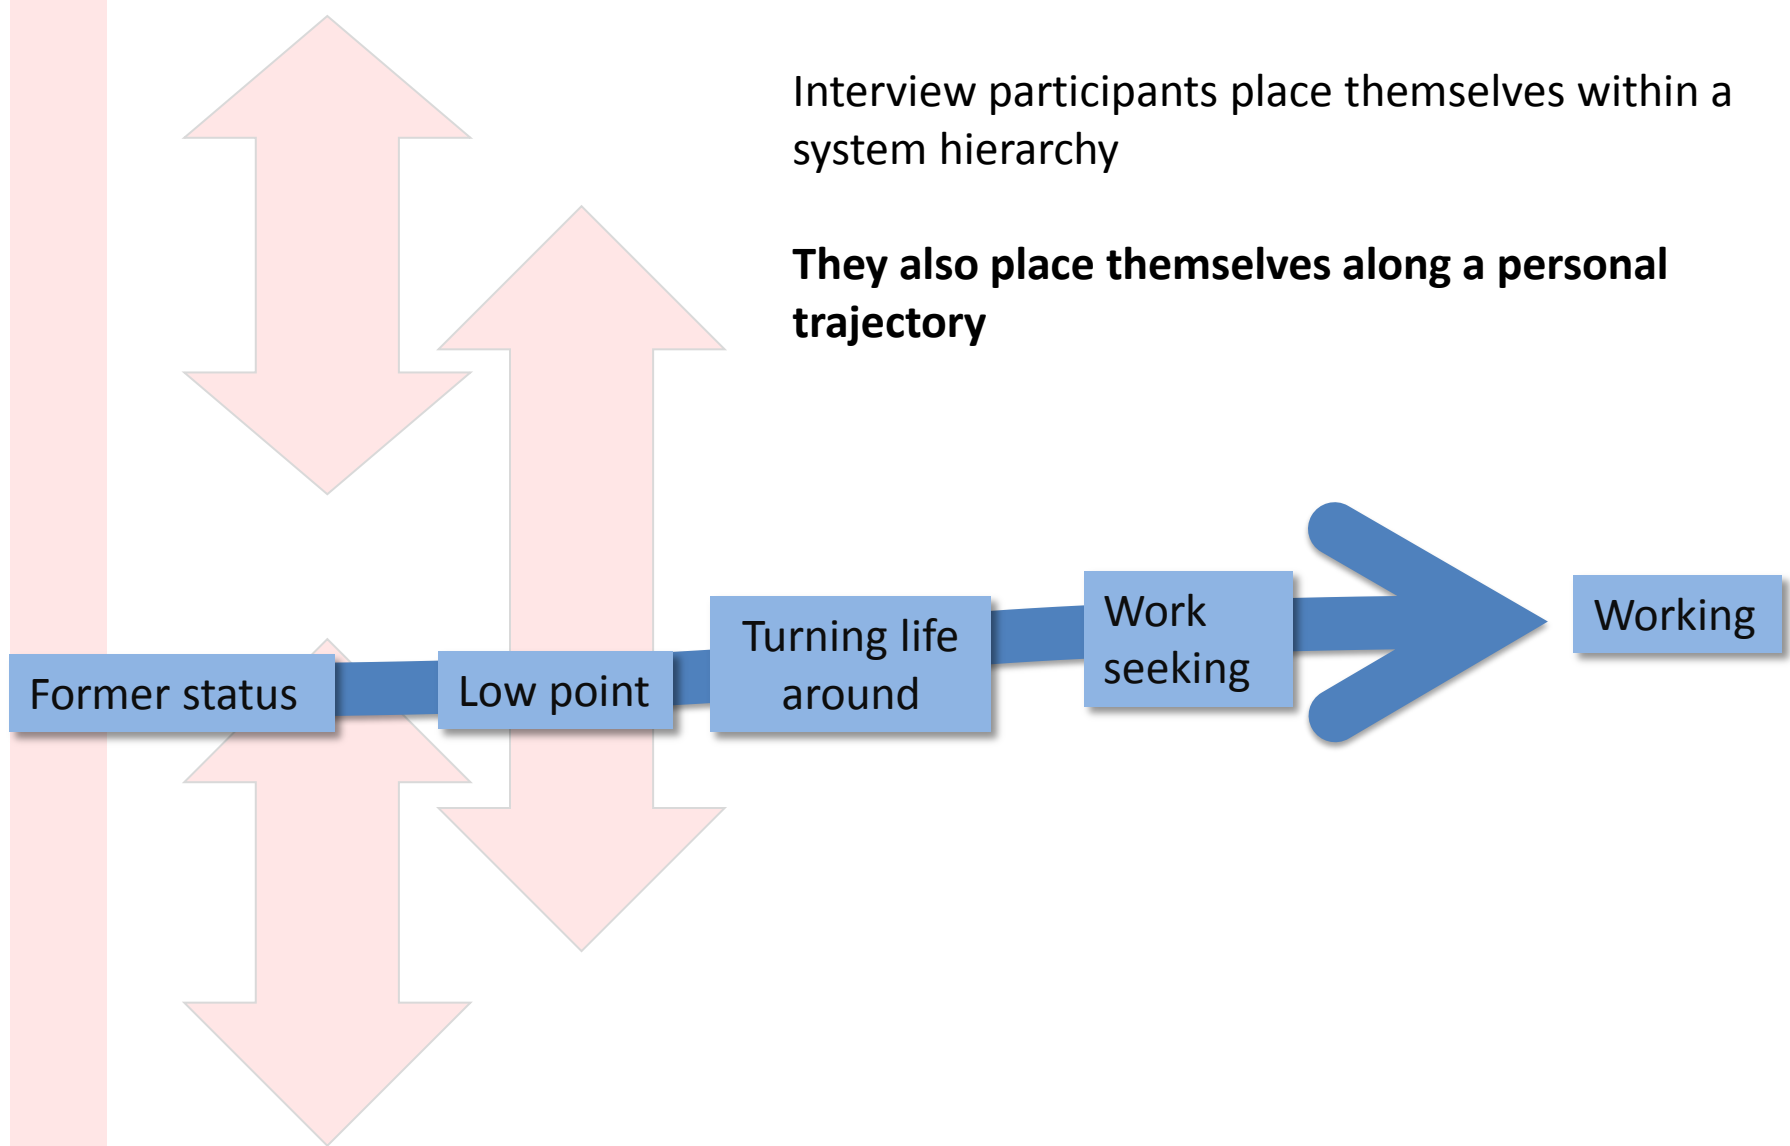 Interview participants place themselves within a
system hierarchy
They also place themselves along a personal
trajectory
Former status
Low point
Turning life
around
Work
seeking
Working